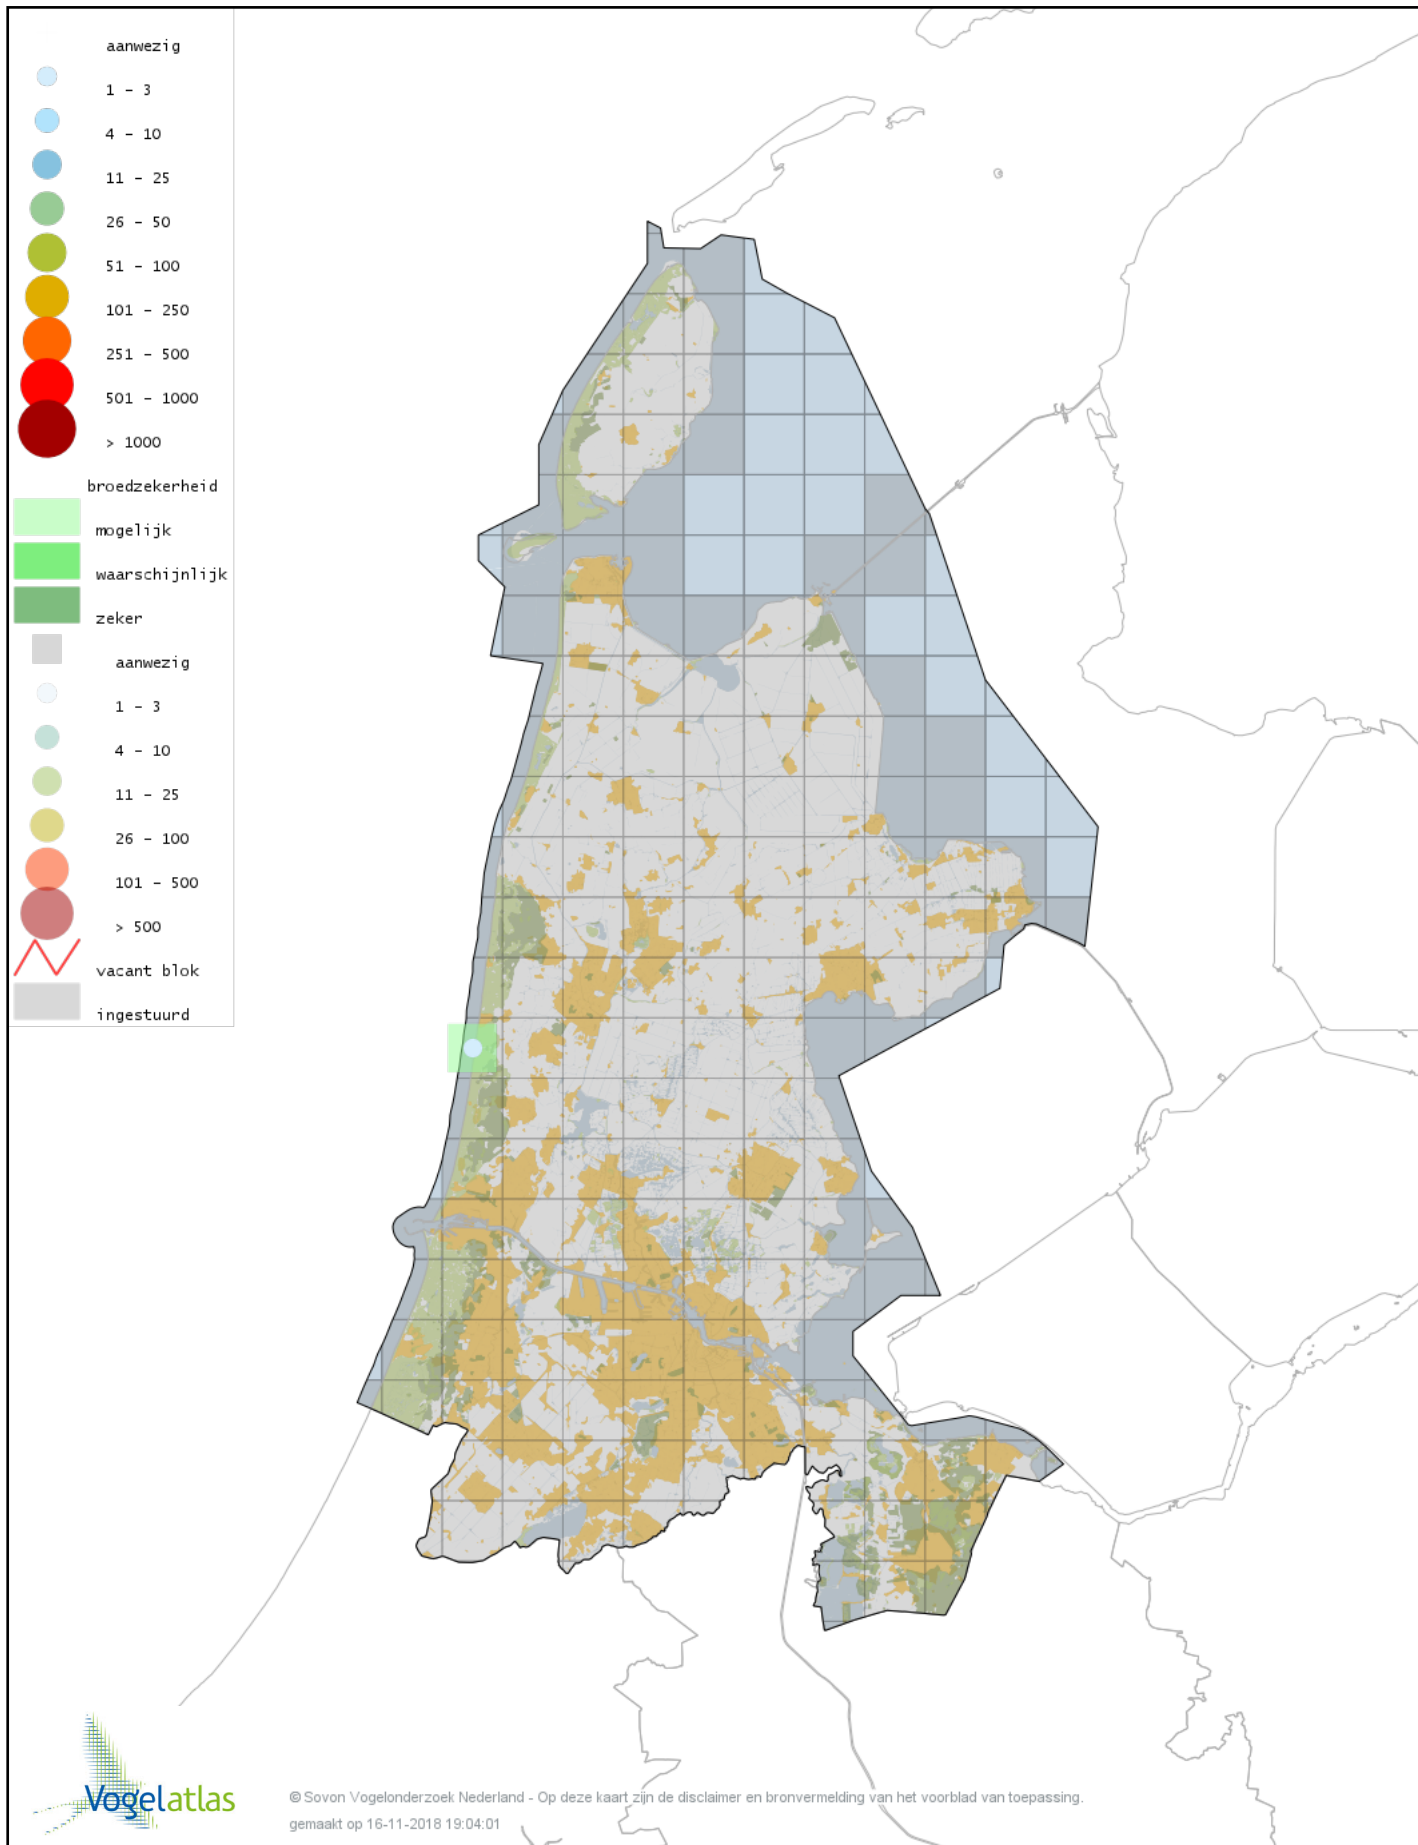 aanwezig
1 - 3
4 - 10
11 - 25
26 - 50
51 - 100
101 - 250
251 - 500
501 - 1000
> 1000
broedzekerheid
mogelijk
waarschijnlijk
zeker
aanwezig
1 - 3
4 - 10
11 - 25
26 - 100
101 - 500
> 500
vacant blok
ingestuurd
Vogelatlas
© Sovon Vogelonderzoek Nederland - Op deze kaart zijn de disclaimer en bronvermelding van het voorblad van toepassing.
gemaakt op 16-11-2018 19:04:01